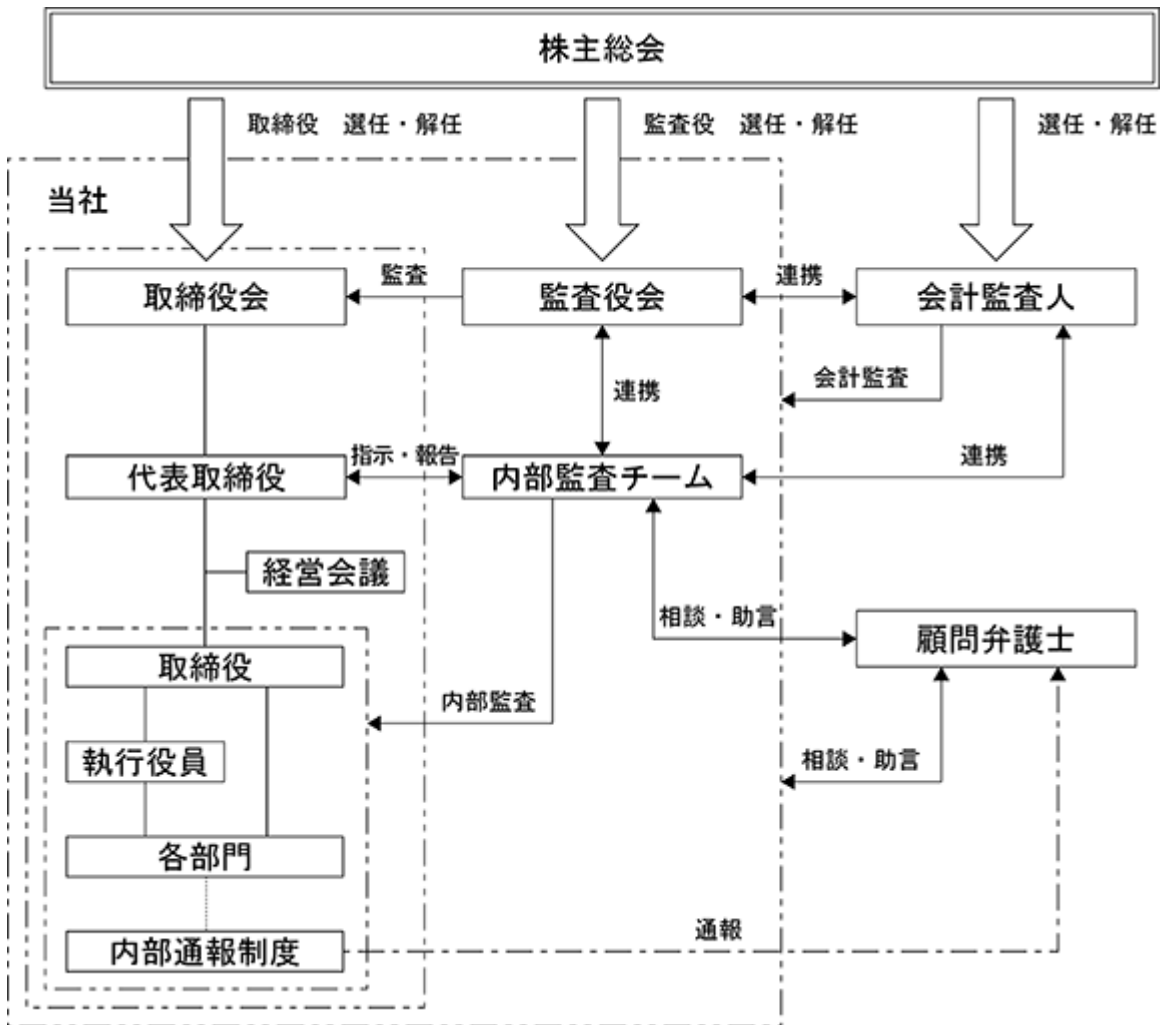 株主総会
取締役 選任・解任
監査役 選任・解任
選任・解任
当社
取締役会
監査
監査役会
連携
会計監査人
会計監査
連携
代表取締役
指示・報告
内部監査チーム
連携
経営会議
相談・助言
顧問弁護士
取締役
内部監査
執行役員
相談・助言
各部門
通報
内部通報制度